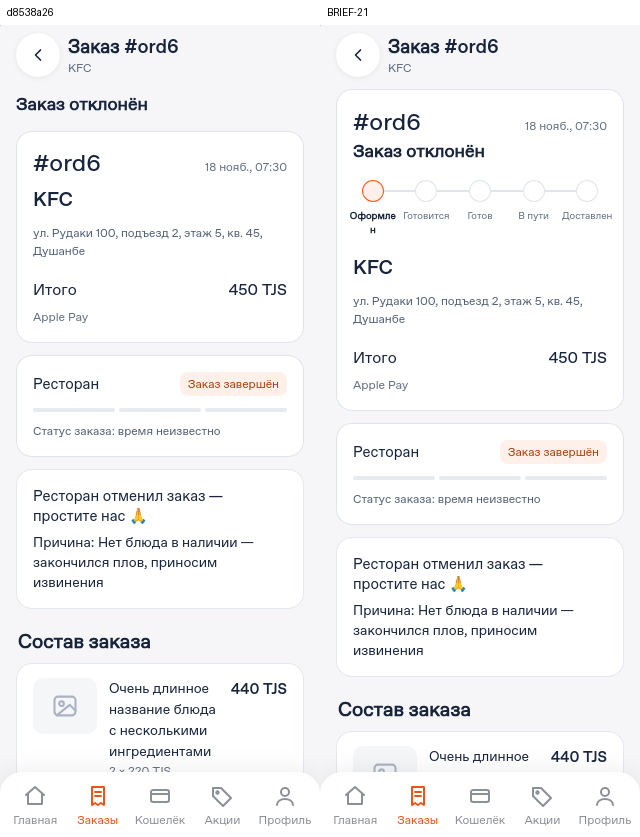 d8538a26
Заказ #ord6
KFC
Заказ отклонён
#ord6
18 нояб., 07:30
KFC
ул. Рудаки 100, подъезд 2, этаж 5, кв. 45,
Душанбе
Итого
450 TJS
Apple Pay
Ресторан
Заказ завершён
Статус заказа: время неизвестно
Ресторан отменил заказ —
простите нас 🙏
Причина: Нет блюда в наличии —
закончился плов, приносим
извинения
Состав заказа
Очень длинное
440 TJS
название блюда
с несколькими
ингредиентами
2 × 220 TJS
Главная
Заказы
Кошелёк
Акции
Профиль
BRIEF-21
Заказ #ord6
KFC
#ord6
18 нояб., 07:30
Заказ отклонён
Оформле
н
Готовится
Готов
В пути
Доставлен
KFC
ул. Рудаки 100, подъезд 2, этаж 5, кв. 45,
Душанбе
Итого
450 TJS
Apple Pay
Ресторан
Заказ завершён
Статус заказа: время неизвестно
Ресторан отменил заказ —
простите нас 🙏
Причина: Нет блюда в наличии —
закончился плов, приносим
извинения
Состав заказа
Очень длинное
440 TJS
Главная
Заказы
Кошелёк
Акции
Профиль